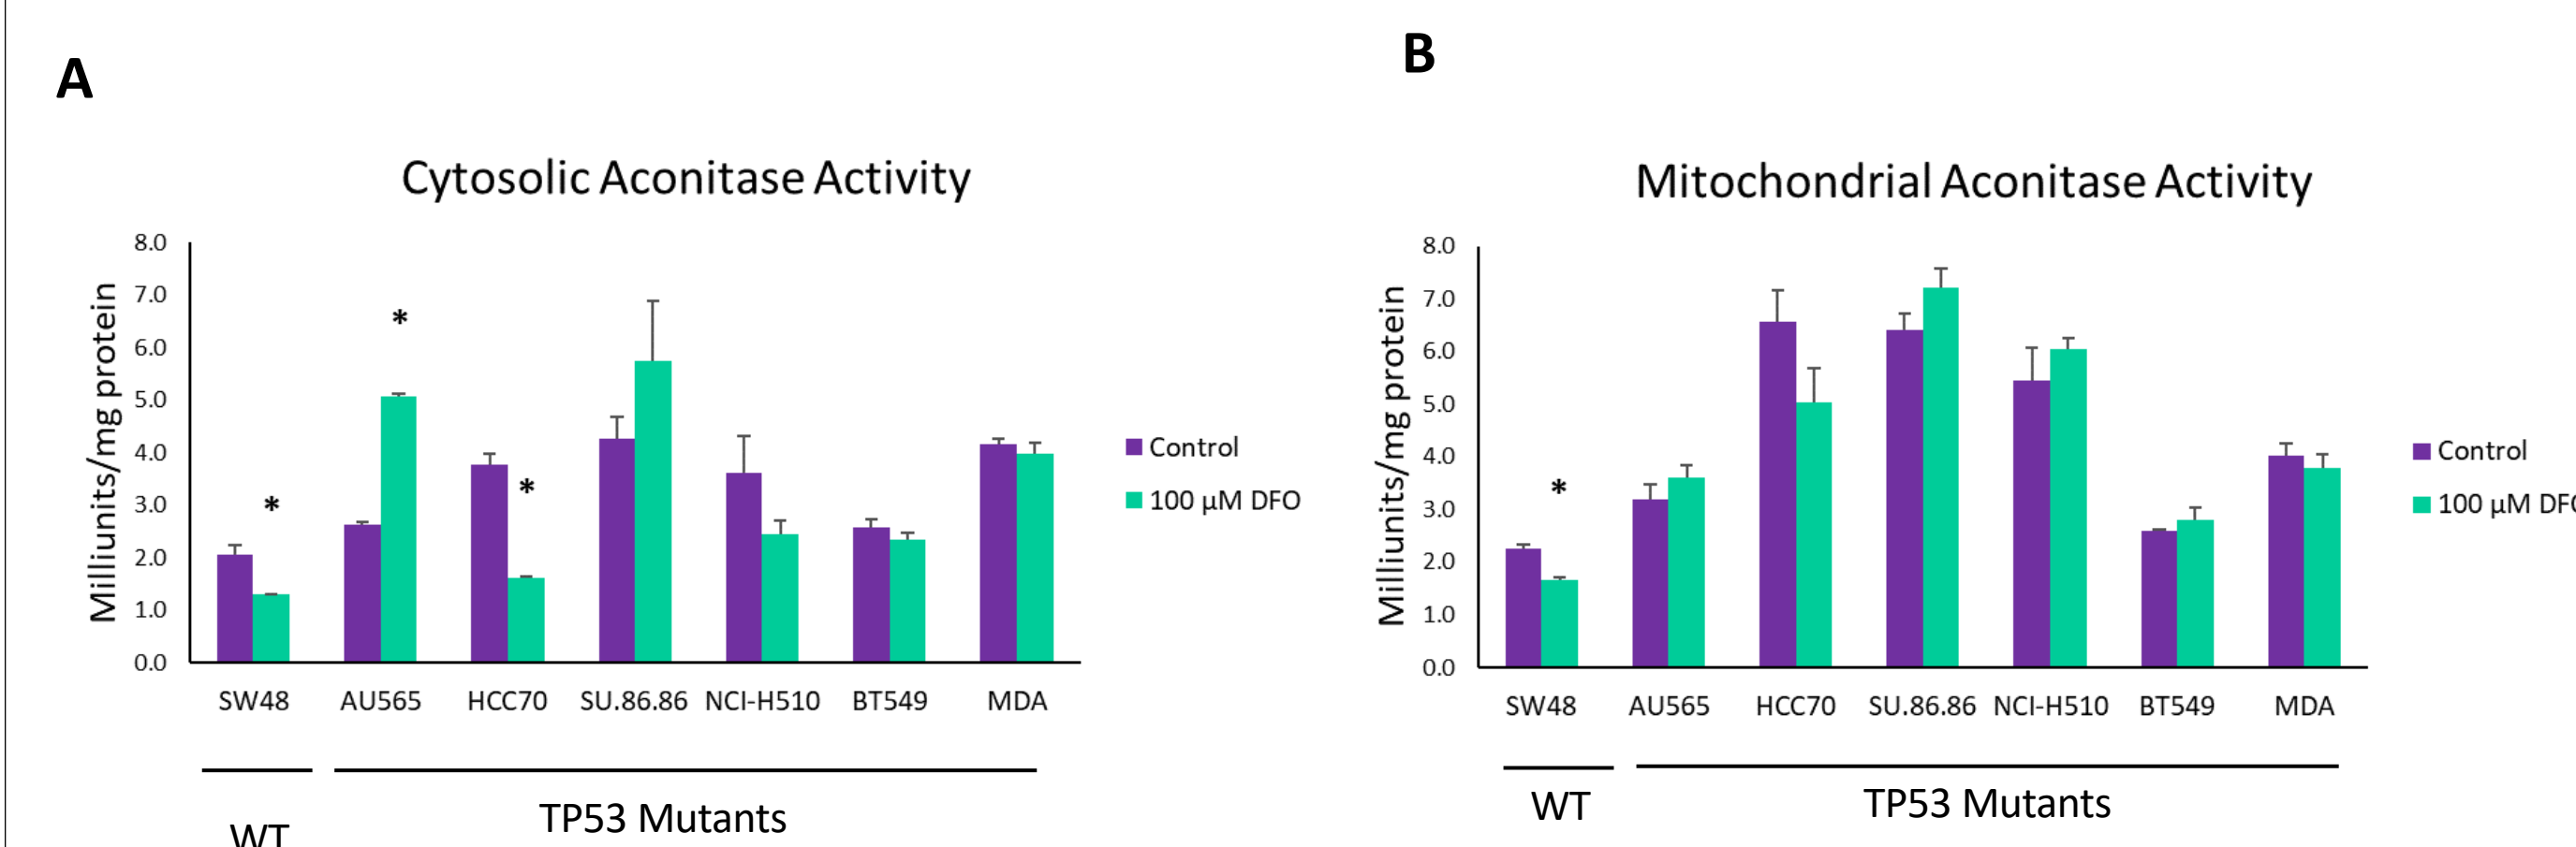 A
Cytosolic Aconitase Activity
Milliunits/mg protein
8.0
7.0
6.0
5.0
4.0
3.0
2.0
1.0
0.0
*
*
*
SW48 AU565 HCC70 SU.86.86 NCI-H510 BT549 MDA
Control
100 µM DFO
WT
TP53 Mutants
B
Mitochondrial Aconitase Activity
Milliunits/mg protein
8.0
7.0
6.0
5.0
4.0
3.0
2.0
1.0
0.0
*
SW48 AU565 HCC70 SU.86.86 NCI-H510 BT549 MDA
Control
100 µM DFO
WT
TP53 Mutants